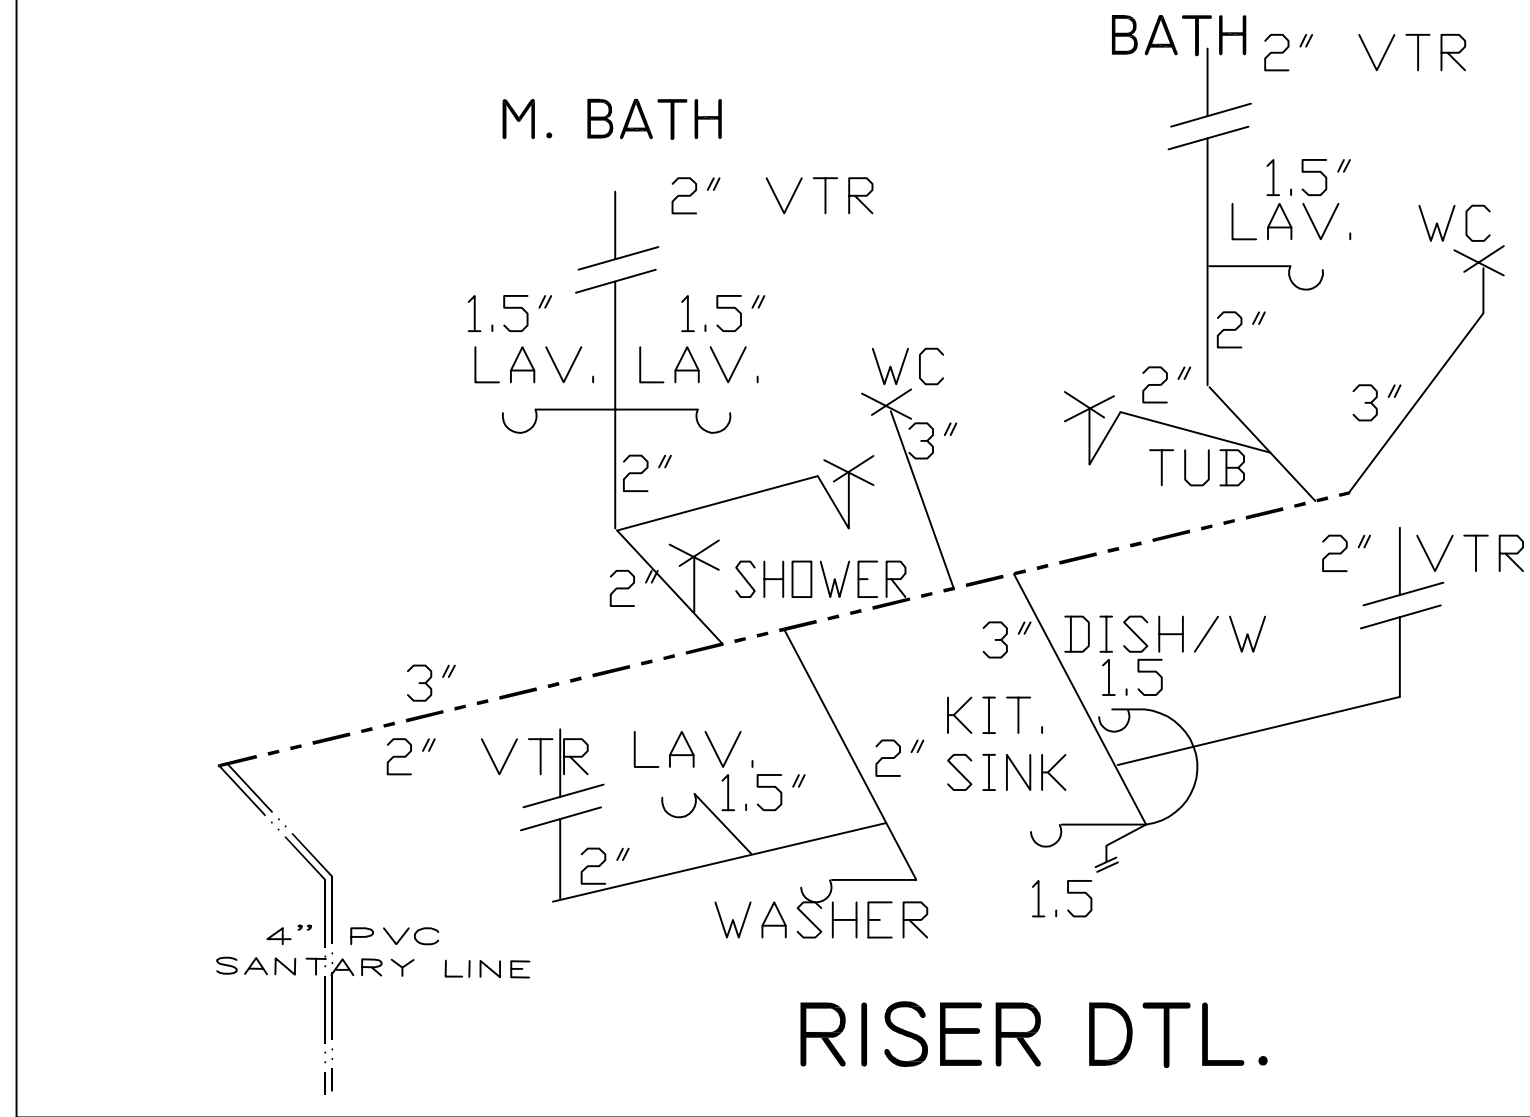 BATH
2" VTR
M. BATH
1.5"
LAV.
WC
2" VTR
1.5" 1.5"
LAV. LAV.
2"
WC
2"
3"
3"
2"
TUB
2" VTR
2"
SHOWER
3"
DISH/W
1.5
3"
KIT.
SINK
2" VTR
LAV.
1.5"
2"
2"
1.5
WASHER
4" PVC
SANTARY LINE
RISER DTL.